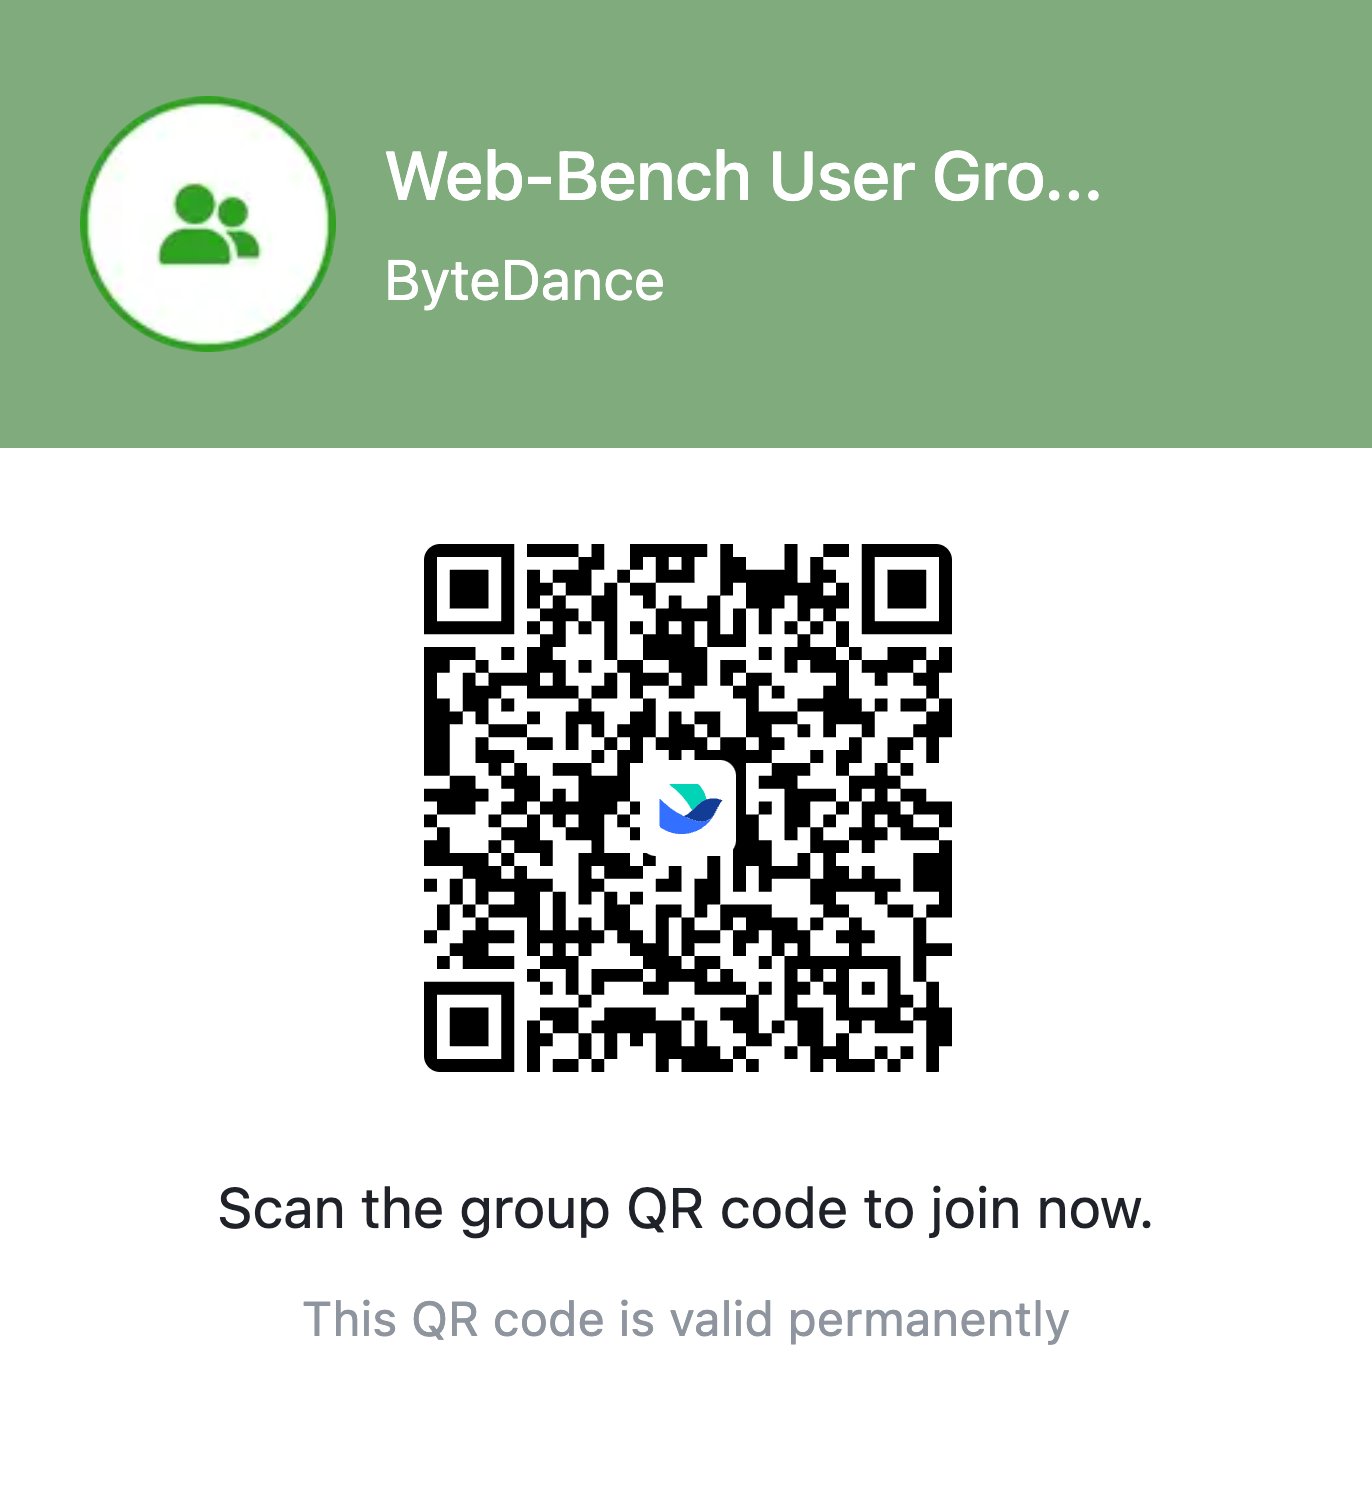 Web-Bench User Gro...
ByteDance
Scan the group QR code to join now.
This QR code is valid permanently